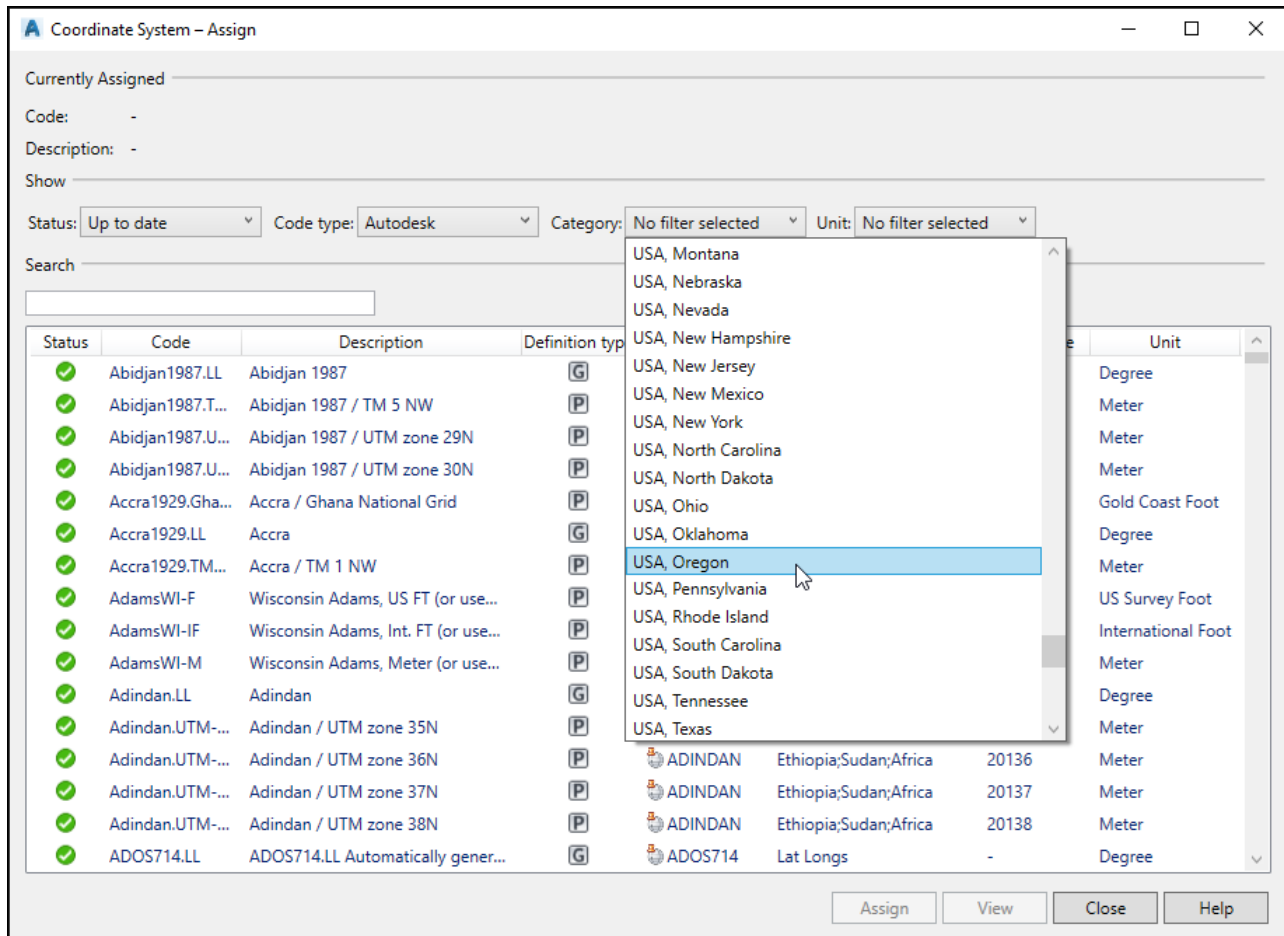 Coordinate System – Assign
Currently Assigned
Code: -
Description: -
Show
Status: Up to date Code type: Autodesk Category: No filter selected Unit: No filter selected
Search
USA, Montana
USA, Nebraska
USA, Nevada
USA, New Hampshire
USA, New Jersey
USA, New Mexico
USA, New York
USA, North Carolina
USA, North Dakota
USA, Ohio
USA, Oklahoma
USA, Oregon
USA, Pennsylvania
USA, Rhode Island
USA, South Carolina
USA, South Dakota
USA, Tennessee
USA, Texas
Status Code Description Definition typ e Unit
Abidjan1987.LL Abidjan 1987 G Degree
Abidjan1987.T... Abidjan 1987 / TM 5 NW P Meter
Abidjan1987.U... Abidjan 1987 / UTM zone 29N P Meter
Abidjan1987.U... Abidjan 1987 / UTM zone 30N P Meter
Accra1929.Gha... Accra / Ghana National Grid P Gold Coast Foot
Accra1929.LL Accra G Degree
Accra1929.TM... Accra / TM 1 NW P Meter
AdamsWI-F Wisconsin Adams, US FT (or use... P US Survey Foot
AdamsWI-IF Wisconsin Adams, Int. FT (or use... P International Foot
AdamsWI-M Wisconsin Adams, Meter (or use... P Meter
Adindan.LL Adindan G Degree
Adindan.UTM-... Adindan / UTM zone 35N P Meter
Adindan.UTM-... Adindan / UTM zone 36N P ADINDAN Ethiopia;Sudan;Africa 20136 Meter
Adindan.UTM-... Adindan / UTM zone 37N P ADINDAN Ethiopia;Sudan;Africa 20137 Meter
Adindan.UTM-... Adindan / UTM zone 38N P ADINDAN Ethiopia;Sudan;Africa 20138 Meter
ADOS714.LL ADOS714.LL Automatically gener... G ADOS714 Lat Longs - Degree
Assign View Close Help